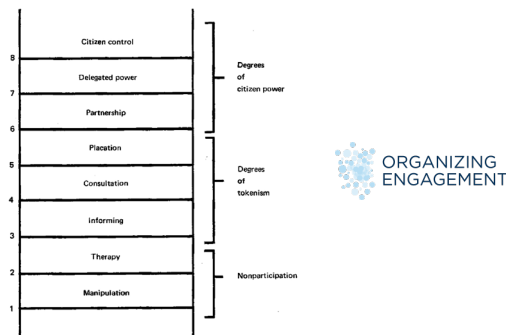 Citizen control
8
Delegated power
7
Partnership
6
Placation
5
Consultation
4
Informing
3
Therapy
2
Manipulation
1
Degrees
of
citizen power
Degrees
of
tokenism
Nonparticipation
ORGANIZING
ENGAGEMENT